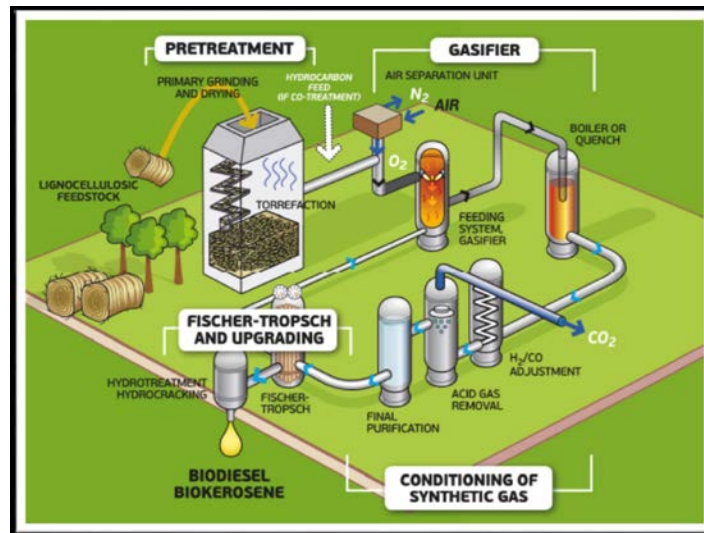 PRETREATMENT
PRIMARY GRINDING
AND DRYING
HYDROCARBON
FEED
(IF CO-TREATMENT)
LIGNOCELLULOSIC
FEEDSTOCK
TORREFACTION
GASIFIER
AIR SEPARATION UNIT
N₂
AIR
O₂
BOILER OR
QUENCH
FEEDING
SYSTEM,
GASIFIER
FISCHER-TROPSCH
AND UPGRADING
HYDROTREATMENT
HYDROCRACKING
FISCHER-
TROPSCH
BIODIESEL
BIOKEROSENE
FINAL
PURIFICATION
ACID GAS
REMOVAL
H₂/CO
ADJUSTMENT
CO₂
CONDITIONING OF
SYNTHETIC GAS